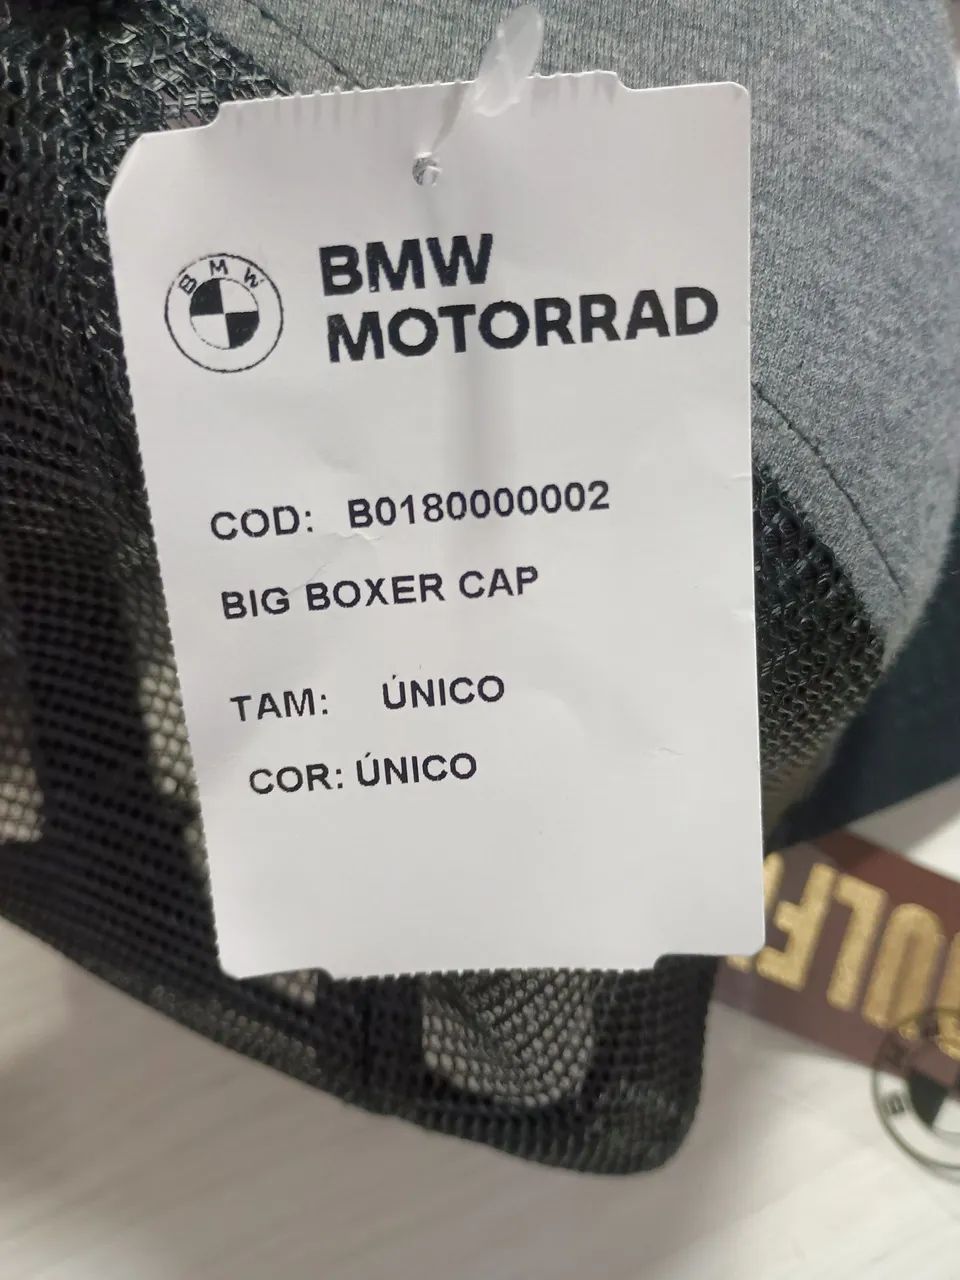 BMW
BMW
MOTORRAD
COD: B0180000002
BIG BOXER CAP
TAM: ÚNICO
COR: ÚNICO